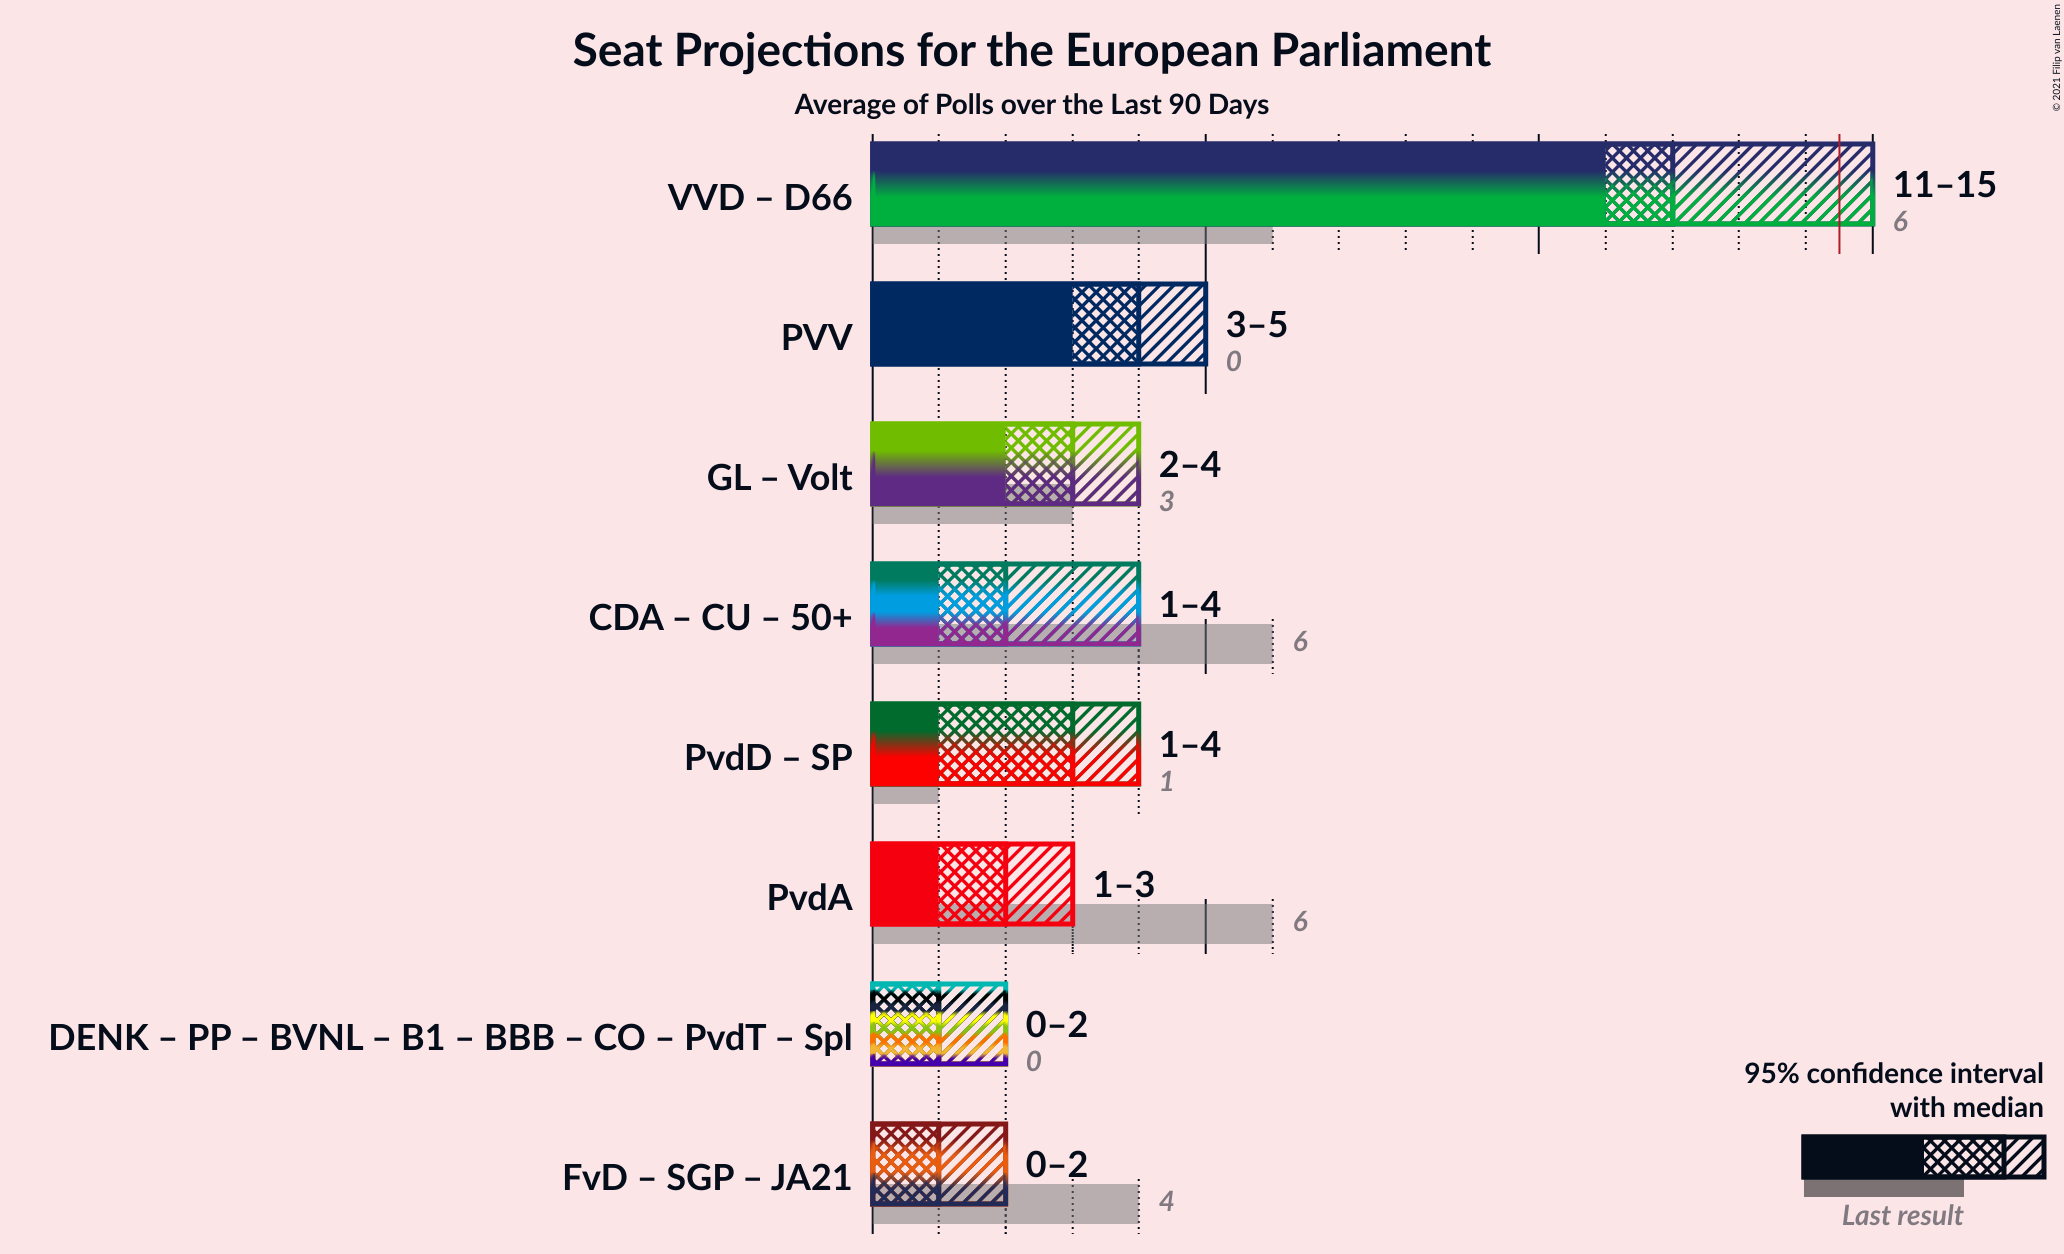 Seat Projections for the European Parliament
Average of Polls over the Last 90 Days
© 2021 Filip van Laenen
VVD – D66
11–15
6
PVV
3–5
0
GL – Volt
2–4
3
CDA – CU – 50+
1–4
6
PvdD – SP
1–4
1
PvdA
1–3
6
DENK – PP – BVNL – B1 – BBB – CO – PvdT – Spl
0–2
0
FvD – SGP – JA21
0–2
4
95% confidence interval
with median
Last result